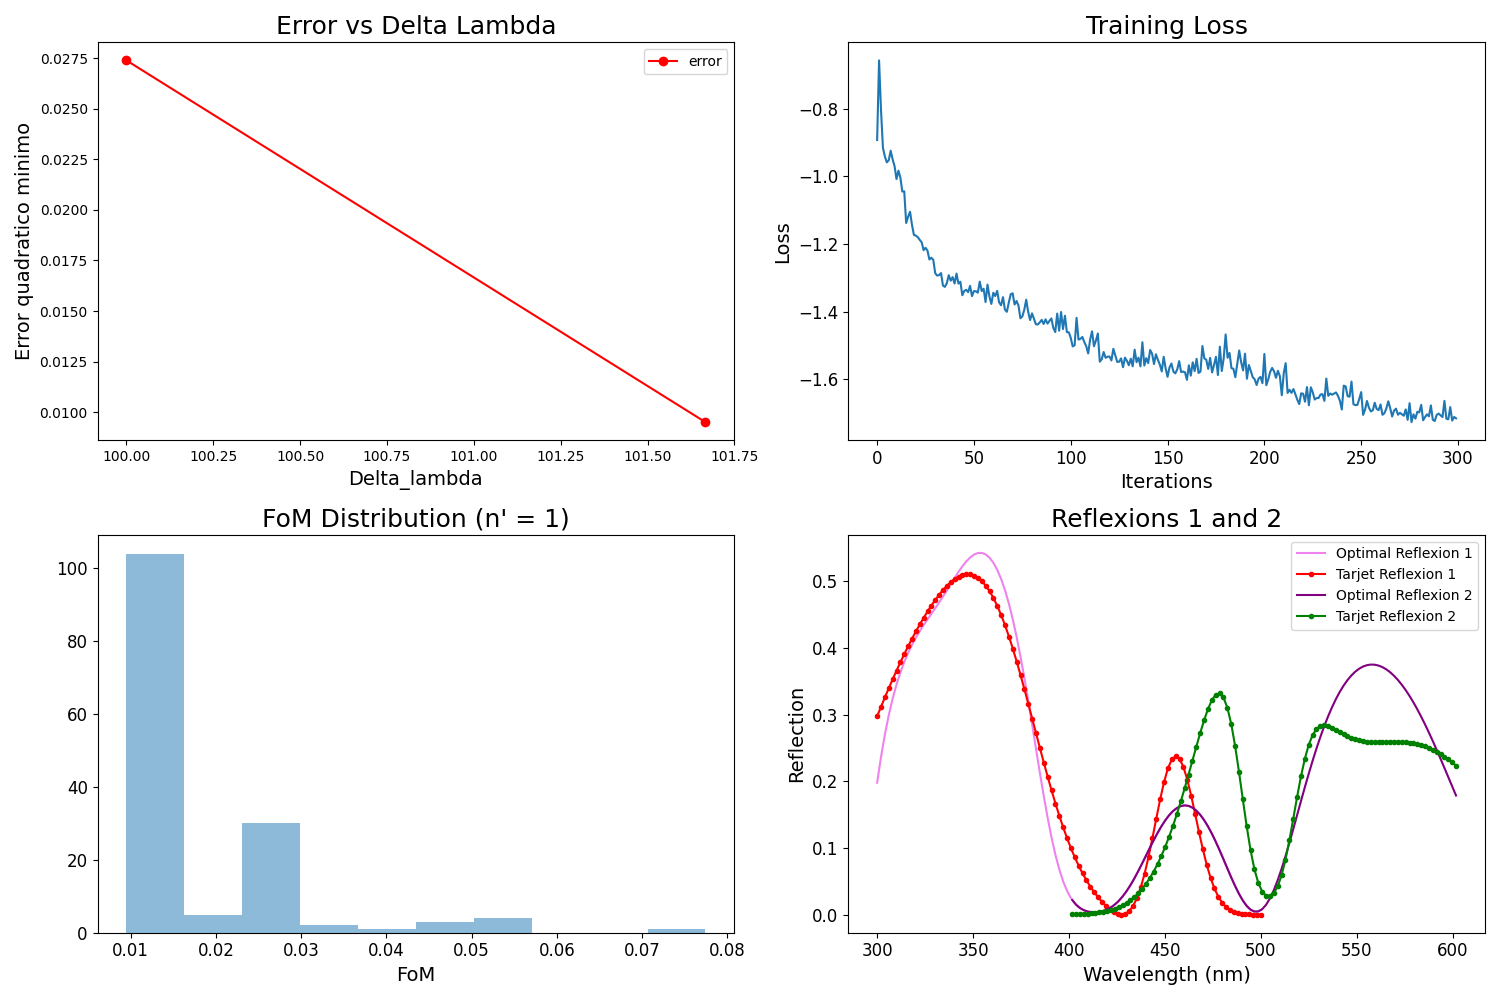 Error vs Delta Lambda
error
0.0275
0.0250
0.0225
0.0200
0.0175
0.0150
0.0125
0.0100
Error quadratico minimo
100.00 100.25 100.50 100.75 101.00 101.25 101.50 101.75
Delta_lambda
Training Loss
−0.8
−1.0
−1.2
−1.4
−1.6
Loss
0 50 100 150 200 250 300
Iterations
FoM Distribution (n' = 1)
100
80
60
40
20
0
0.01 0.02 0.03 0.04 0.05 0.06 0.07 0.08
FoM
Reflexions 1 and 2
Optimal Reflexion 1
Tarjet Reflexion 1
Optimal Reflexion 2
Tarjet Reflexion 2
0.5
0.4
0.3
0.2
0.1
0.0
Reflection
300 350 400 450 500 550 600
Wavelength (nm)